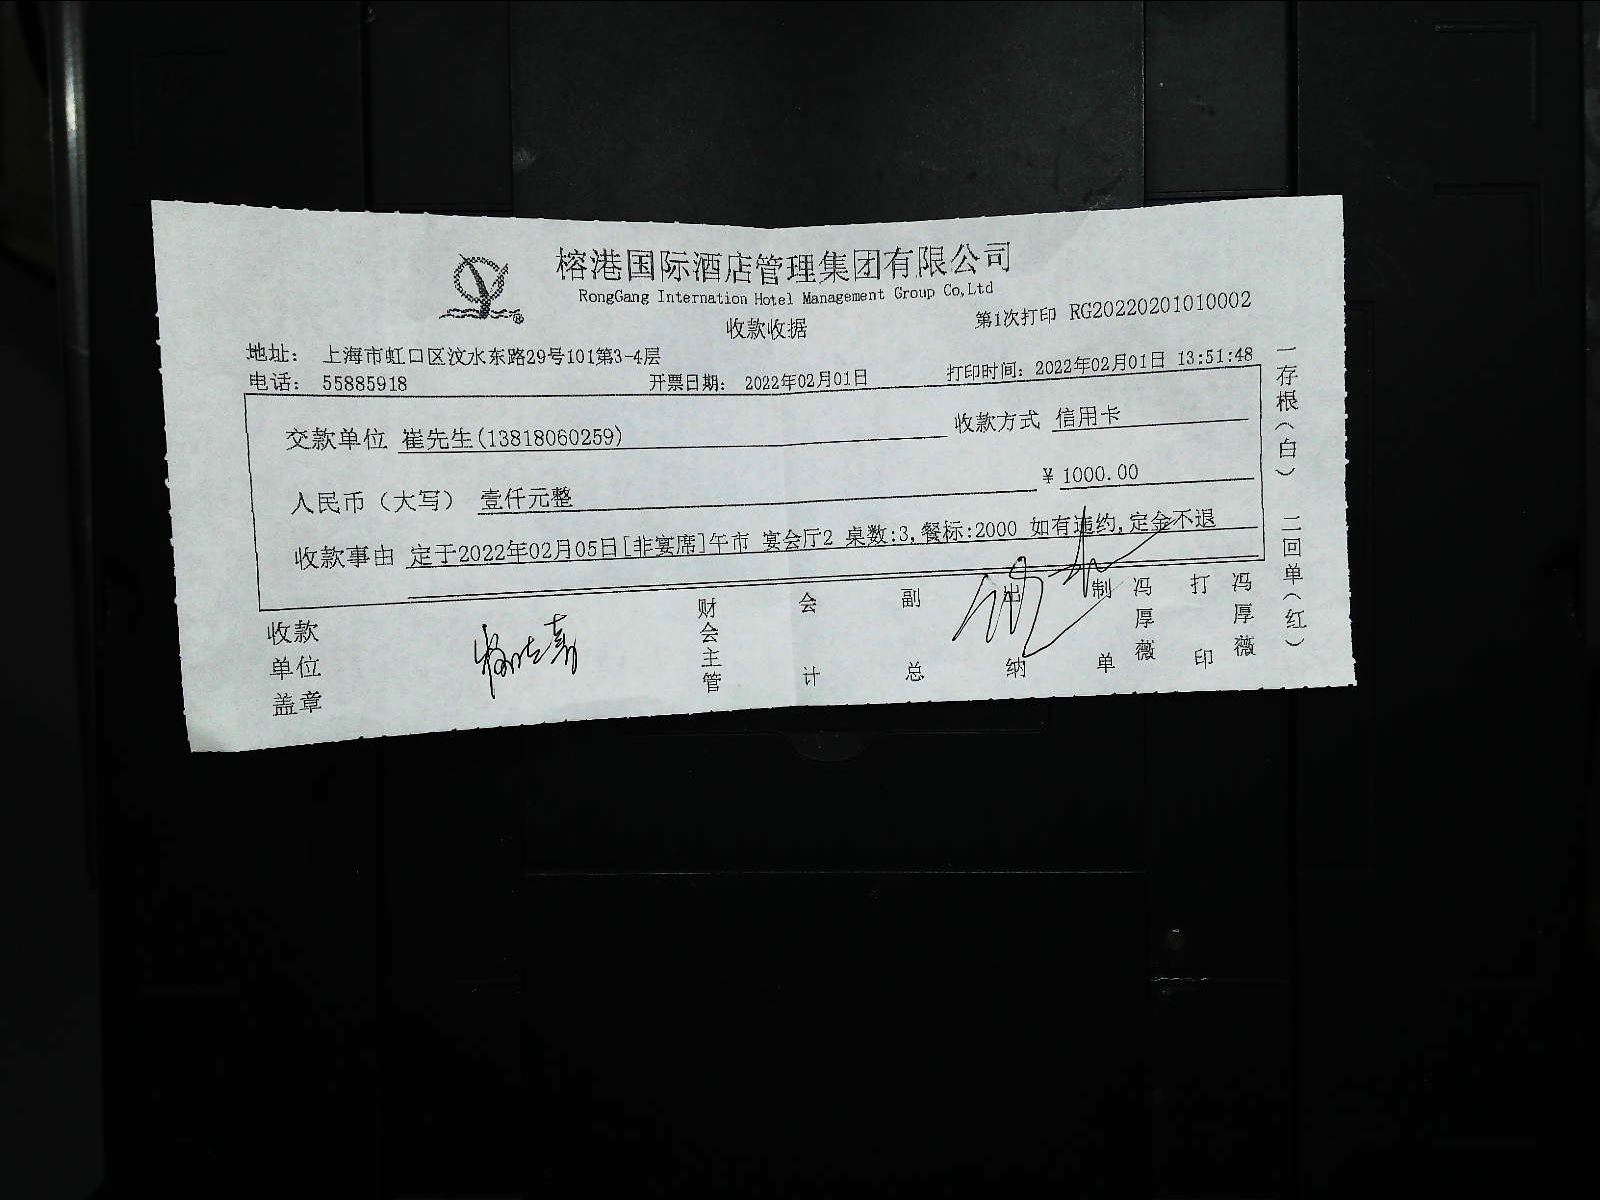 榕港国际酒店管理集团有限公司
RongGang Internation Hotel Management Group Co,Ltd
收款收据
第1次打印 RG20220201010002
地址: 上海市虹口区汶水东路29号101第3-4层
电话: 55885918 开票日期: 2022年02月01日 打印时间: 2022年02月01日 13:51:48
交款单位 崔先生(13818060259) 收款方式 信用卡
人民币（大写） 壹仟元整 ¥ 1000.00
收款事由 定于2022年02月05日[非宴席]午市 宴会厅2 桌数:3,餐标:2000 如有违约,定金不退
收款单位盖章 财会主管 会计 副总 出纳 制单 冯厚薇 打印 冯厚薇
一存根（白） 二回单（红）